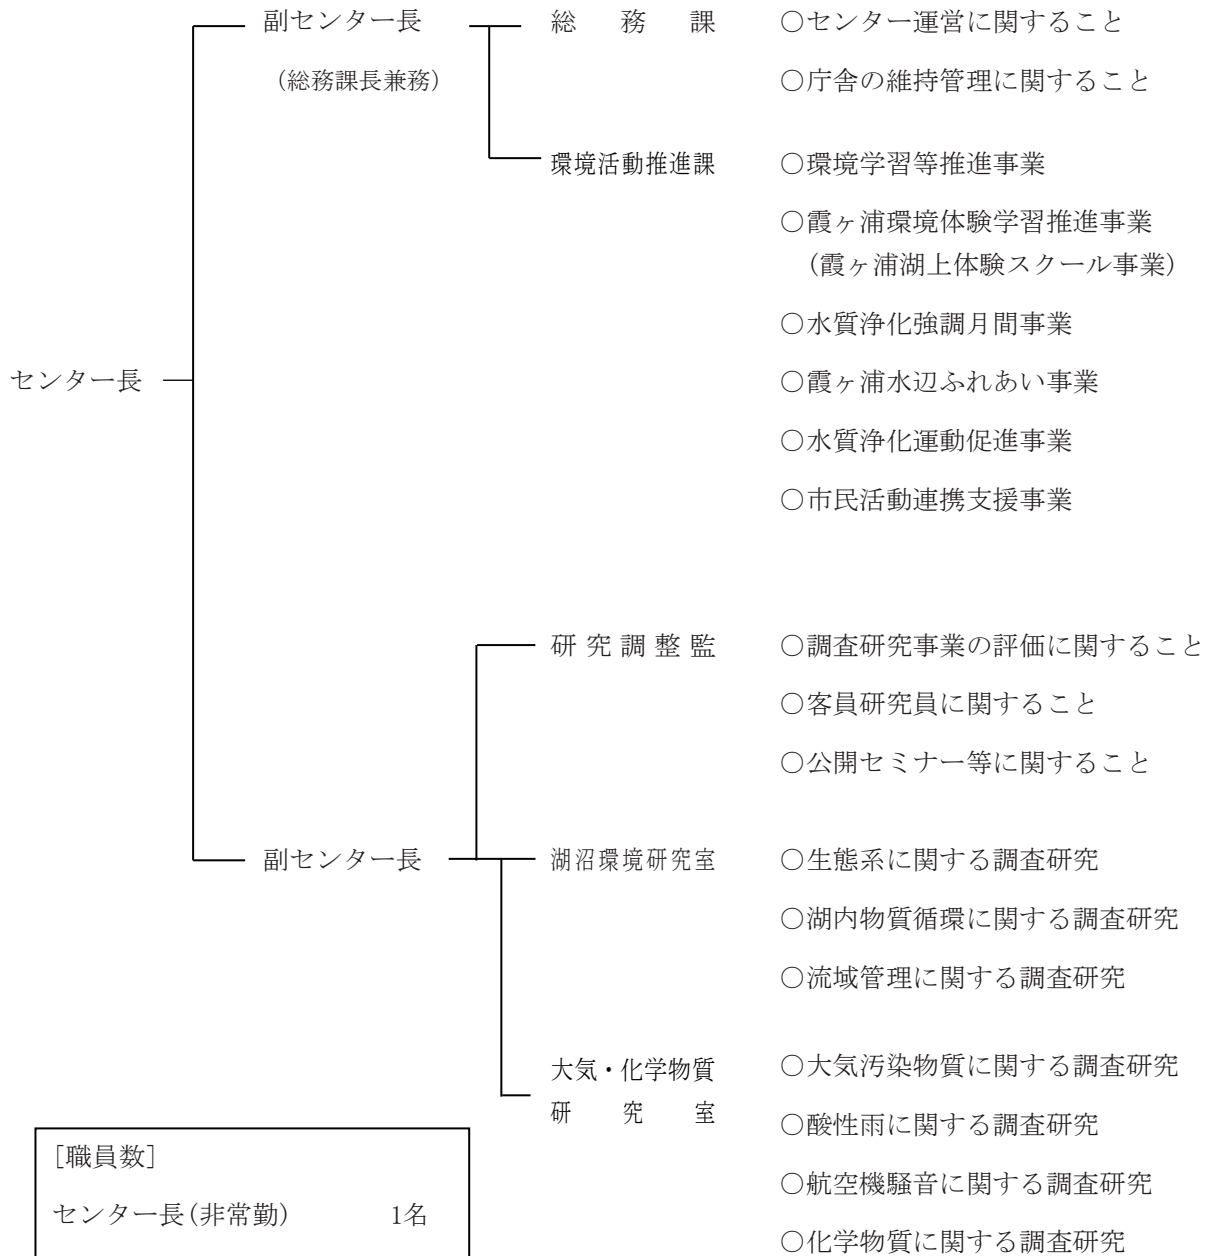 副センター長 総務課 ○センター運営に関すること
(総務課長兼務) ○庁舎の維持管理に関すること
環境活動推進課 ○環境学習等推進事業
○霞ヶ浦環境体験学習推進事業
(霞ヶ浦湖上体験スクール事業)
○水質浄化強調月間事業
センター長 ○霞ヶ浦水辺ふれあい事業
○水質浄化運動促進事業
○市民活動連携支援事業
研究調整監 ○調査研究事業の評価に関すること
○客員研究員に関すること
○公開セミナー等に関すること
副センター長 湖沼環境研究室 ○生態系に関する調査研究
○湖内物質循環に関する調査研究
○流域管理に関する調査研究
大気・化学物質 ○大気汚染物質に関する調査研究
研究室 ○酸性雨に関する調査研究
○航空機騒音に関する調査研究
○化学物質に関する調査研究
[職員数]
センター長(非常勤) 1名